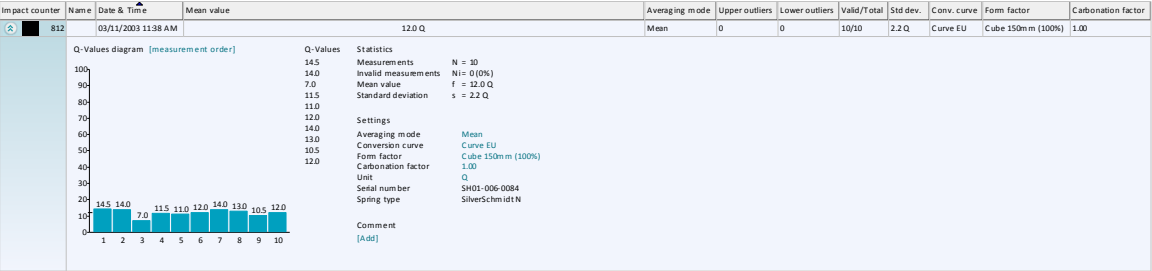 Impact counter Name Date & Time Mean value Averaging mode Upper outliers Lower outliers Valid/Total Std dev. Conv. curve Form factor Carbonation factor
812 03/11/2003 11:38 AM 12.0 Q Mean 0 0 10/10 2.2 Q Curve EU Cube 150mm (100%) 1.00
Q-Values diagram [measurement order]
100
90
80
70
60
50
40
30
20
10
0
14.5 14.0 7.0 11.5 11.0 12.0 14.0 13.0 10.5 12.0
1 2 3 4 5 6 7 8 9 10
Q-Values
14.5
14.0
7.0
11.5
11.0
12.0
14.0
13.0
10.5
12.0
Statistics
Measurements N = 10
Invalid measurements Ni= 0 (0%)
Mean value f = 12.0 Q
Standard deviation s = 2.2 Q
Settings
Averaging mode Mean
Conversion curve Curve EU
Form factor Cube 150mm (100%)
Carbonation factor 1.00
Unit Q
Serial number SH01-006-0084
Spring type SilverSchmidt N
Comment
[Add]